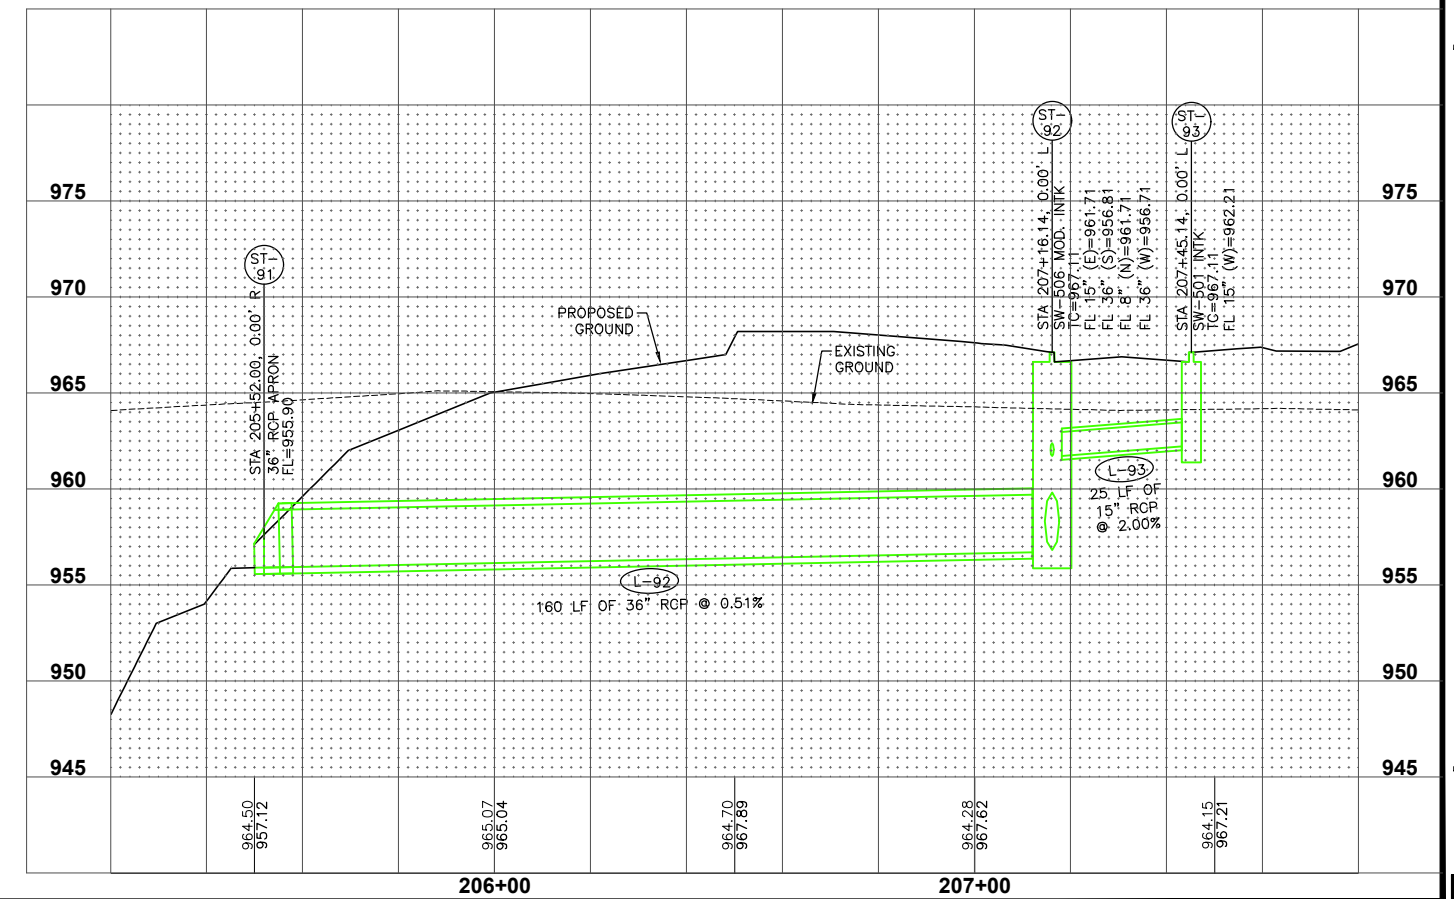 ST-
91
STA 205+52.00, 0.00' R
36" RCP APRON
FL=955.90
ST-
92
STA 207+16.14, 0.00' L
SW-506 MOD. INTK
TC=967.11
FL 15" (E)=961.71
FL 36" (S)=956.81
FL 8" (N)=961.71
FL 36" (W)=956.71
ST-
93
STA 207+45.14, 0.00' L
SW-501 INTK
TC=967.11
FL 15" (W)=962.21
975
975
970
970
PROPOSED
GROUND
EXISTING
GROUND
965
965
960
960
L-93
25 LF OF
15" RCP
@ 2.00%
955
955
L-92
160 LF OF 36" RCP @ 0.51%
950
950
945
945
964.50
957.12
965.07
965.04
964.70
967.89
964.28
967.62
964.15
967.21
206+00
207+00